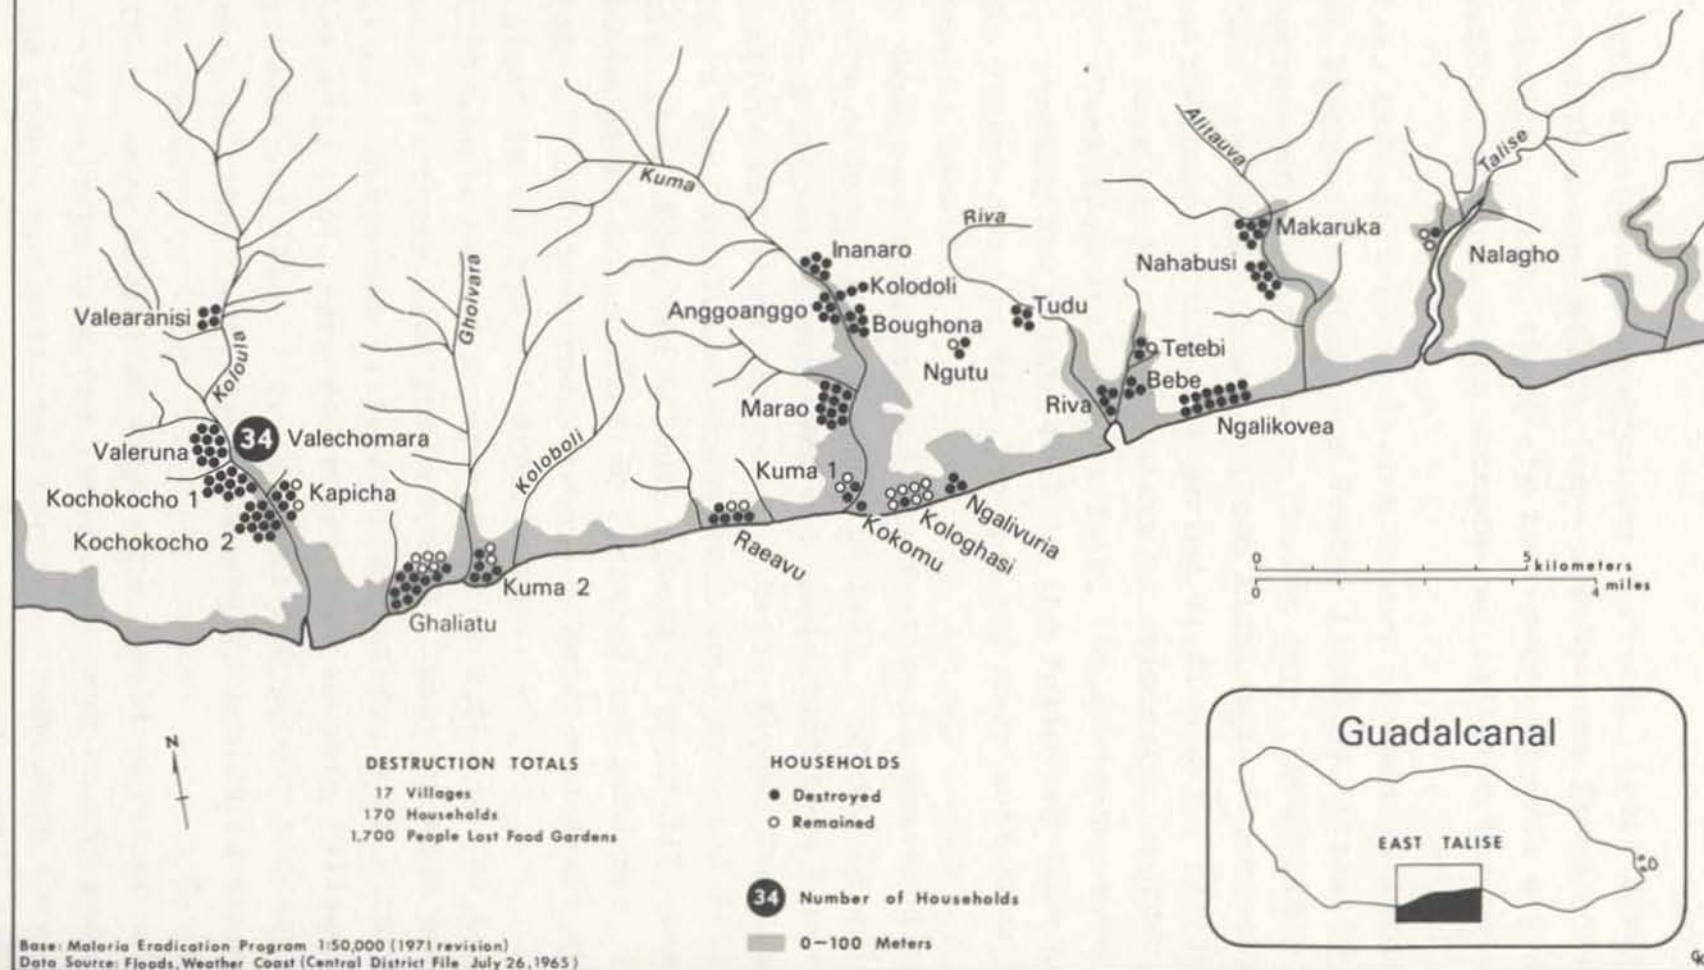 Alitauva
Talise
Kuma
Riva
Makaruka
Inanaro
Nalagho
Nahabusi
Ghoivara
Kolodoli
Tudu
Anggoanggo
Valearanisi
Boughona
Koloula
Tetebi
Ngutu
Bebe
Riva
Marao
Ngalikovea
34 Valechomara
Valeruna
Koloboli
Kuma 1
Kapicha
Kochokocho 1
Ngalivuria
Kologhasi
Kokomu
Kochokocho 2
Raeavu
0 5 kilometers
0 4 miles
Kuma 2
Ghaliatu
Guadalcanal
EAST TALISE
N
DESTRUCTION TOTALS
17 Villages
170 Households
1,700 People Lost Food Gardens
HOUSEHOLDS
Destroyed
Remained
34 Number of Households
0–100 Meters
Base: Malaria Eradication Program 1:50,000 (1971 revision)
Data Source: Floods, Weather Coast (Central District File July 26, 1965)